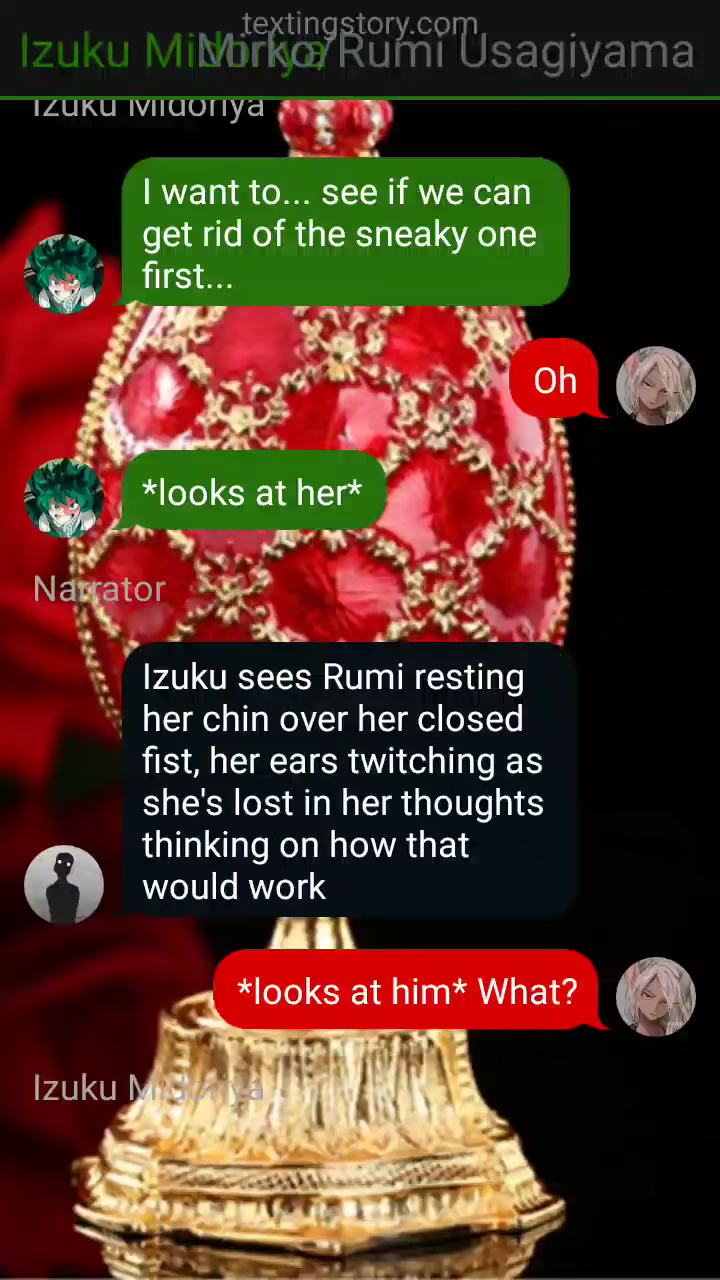 textingstory.com
Izuku Midoriya Mirko/Rumi Usagiyama
Izuku Midoriya
I want to... see if we can
get rid of the sneaky one
first...
Oh
*looks at her*
Narrator
Izuku sees Rumi resting
her chin over her closed
fist, her ears twitching as
she's lost in her thoughts
thinking on how that
would work
*looks at him* What?
Izuku Midoriya